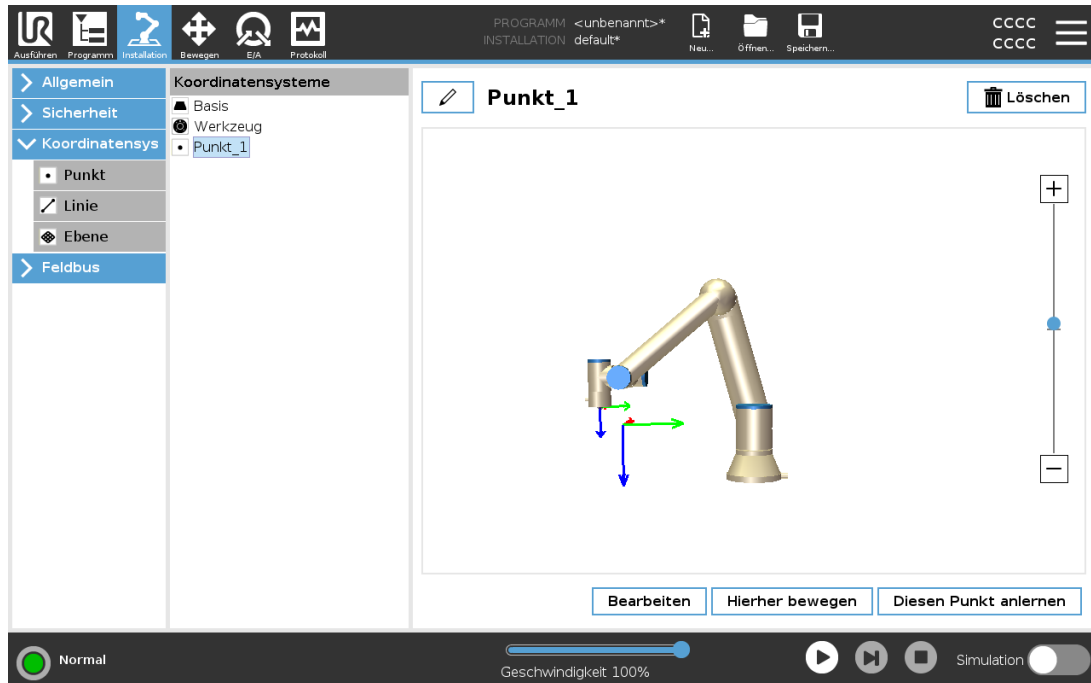 PROGRAMM <unbenannt>*
INSTALLATION default*
Neu...
Öffnen...
Speichern...
CCCC
CCCC
Ausführen
Programm
Installation
Bewegen
E/A
Protokoll
Allgemein
Sicherheit
Koordinatensys
Punkt
Linie
Ebene
Feldbus
Koordinatensysteme
Basis
Werkzeug
Punkt_1
Punkt_1
Löschen
Bearbeiten
Hierher bewegen
Diesen Punkt anlernen
Normal
Geschwindigkeit 100%
Simulation